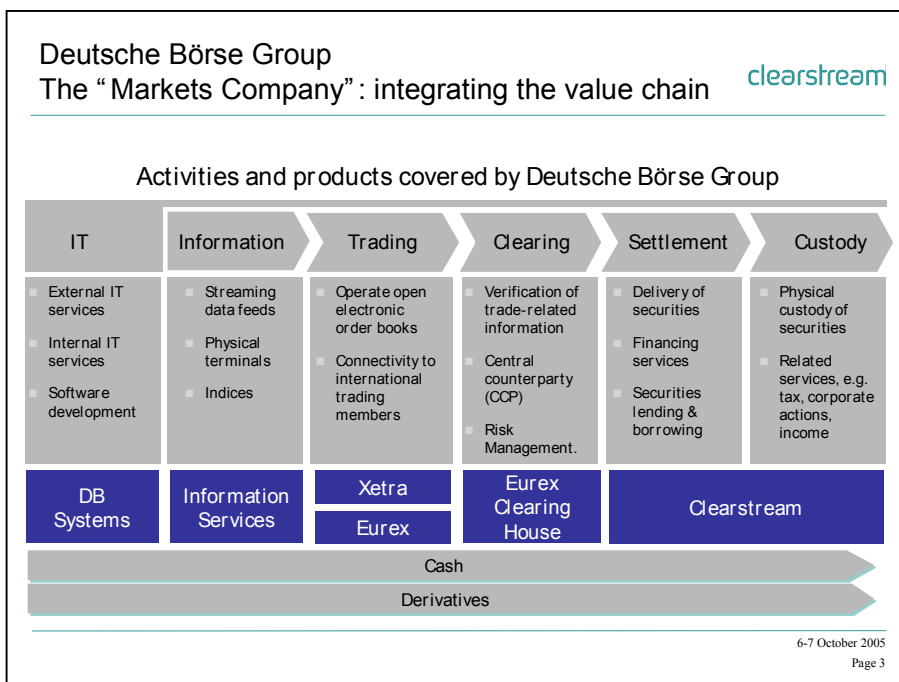 Deutsche Börse Group
The “Markets Company”: integrating the value chain
clearstream
Activities and products covered by Deutsche Börse Group
IT
Information
Trading
Clearing
Settlement
Custody
External IT
services
Internal IT
services
Software
development
Streaming
data feeds
Physical
terminals
Indices
Operate open
electronic
order books
Connectivity to
international
trading
members
Verification of
trade-related
information
Central
counterparty
(CCP)
Risk
Management.
Delivery of
securities
Financing
services
Securities
lending &
borrowing
Physical
custody of
securities
Related
services, e.g.
tax, corporate
actions,
income
DB
Systems
Information
Services
Xetra
Eurex
Eurex
Clearing
House
Clearstream
Cash
Derivatives
6-7 October 2005
Page 3